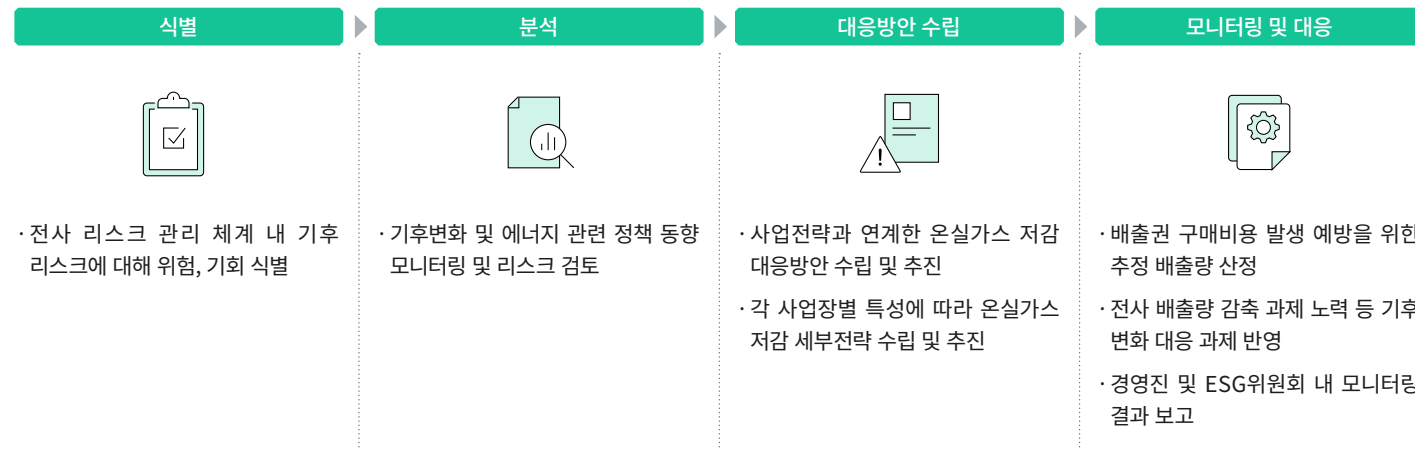 식별
· 전사 리스크 관리 체계 내 기후
리스크에 대해 위험, 기회 식별
분석
· 기후변화 및 에너지 관련 정책 동향
모니터링 및 리스크 검토
대응방안 수립
· 사업전략과 연계한 온실가스 저감
대응방안 수립 및 추진
· 각 사업장별 특성에 따라 온실가스
저감 세부전략 수립 및 추진
모니터링 및 대응
· 배출권 구매비용 발생 예방을 위한
추정 배출량 산정
· 전사 배출량 감축 과제 노력 등 기후
변화 대응 과제 반영
· 경영진 및 ESG위원회 내 모니터링
결과 보고